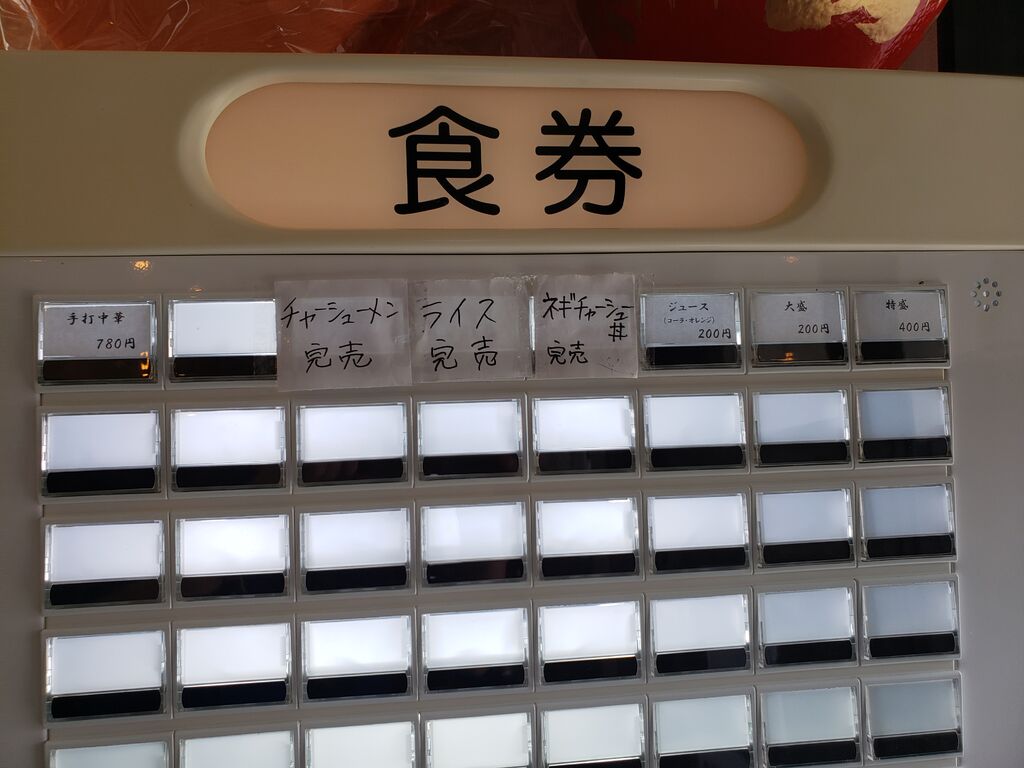 食券
手打中華
780円
チャーシューメン
完売
ライス
完売
ネギチャーシュー
丼
完売
ジュース
(コーラ・オレンジ)
200円
大盛
200円
特盛
400円